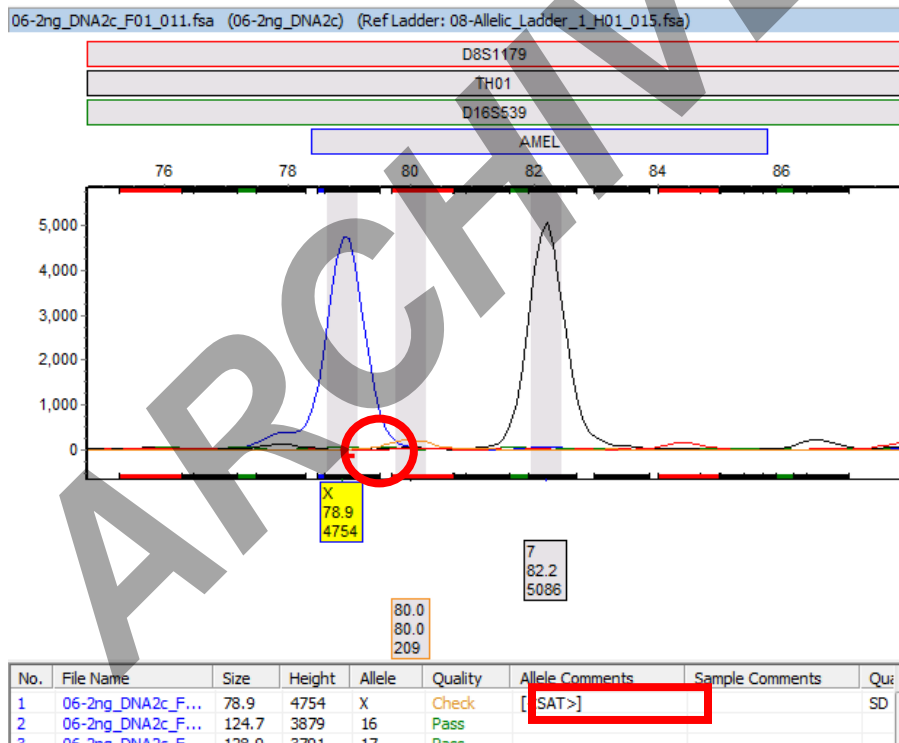 06-2ng_DNA2c_F01_011.fsa (06-2ng_DNA2c) (Ref Ladder: 08-Allelic_Ladder_1_H01_015.fsa)
D8S1179
TH01
D16S539
AMEL
76 78 80 82 84 86
5,000
4,000
3,000
2,000
1,000
0
X
78.9
4754
7
82.2
5086
80.0
80.0
209
No. File Name Size Height Allele Quality Allele Comments Sample Comments
1 06-2ng_DNA2c_F... 78.9 4754 X Check SD
2 06-2ng_DNA2c_F... 124.7 3879 16 Pass
ARCHIV